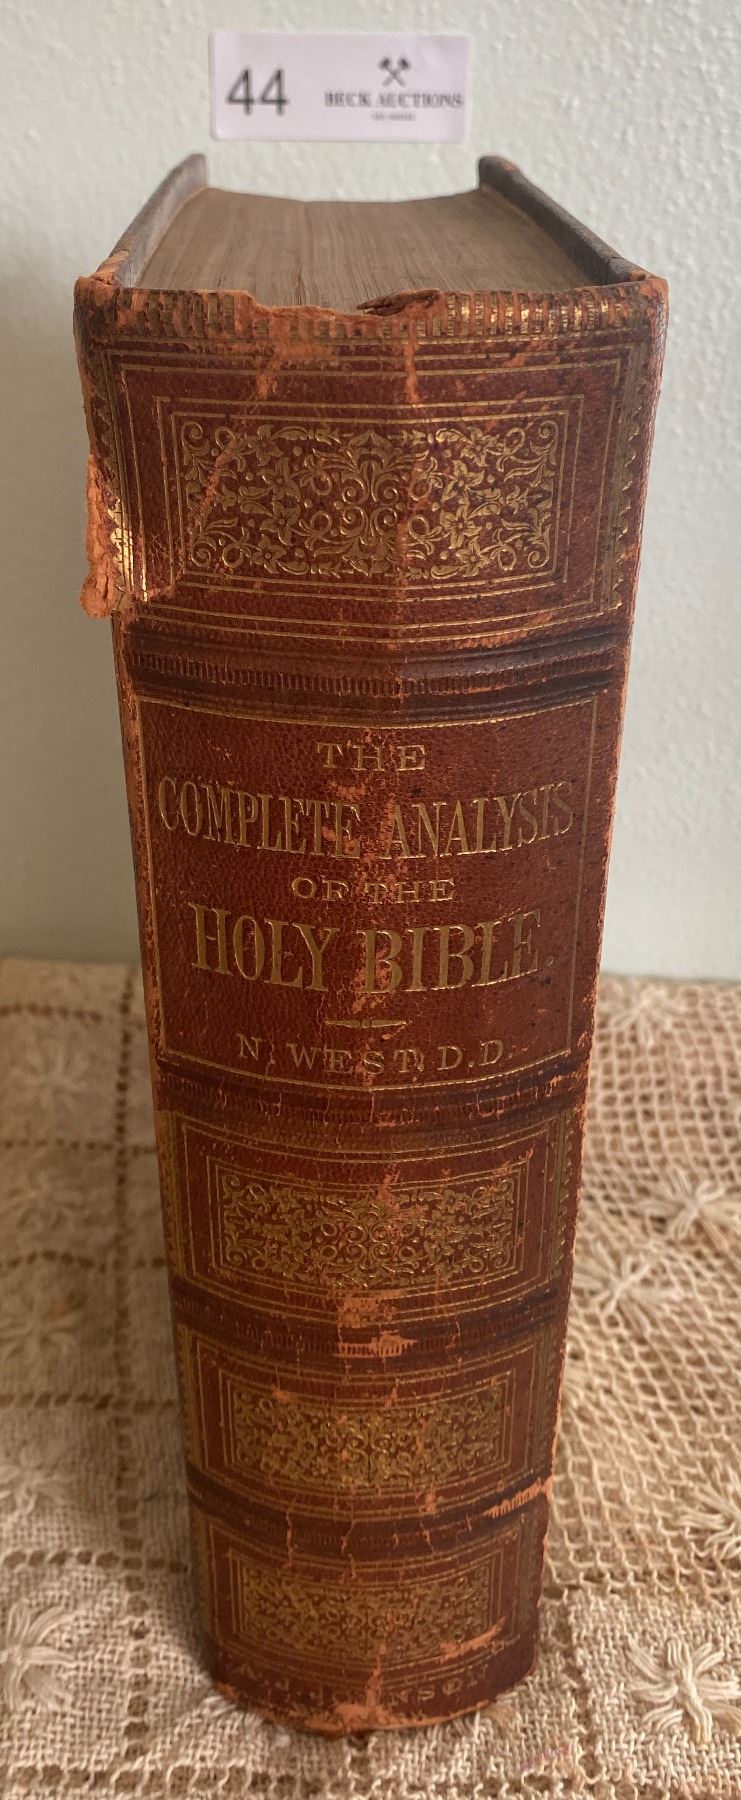 44
BECK AUCTIONS
THE
COMPLETE ANALYSIS
OF THE
HOLY BIBLE.
N. WEST, D.D.
A.J. JOHNSON